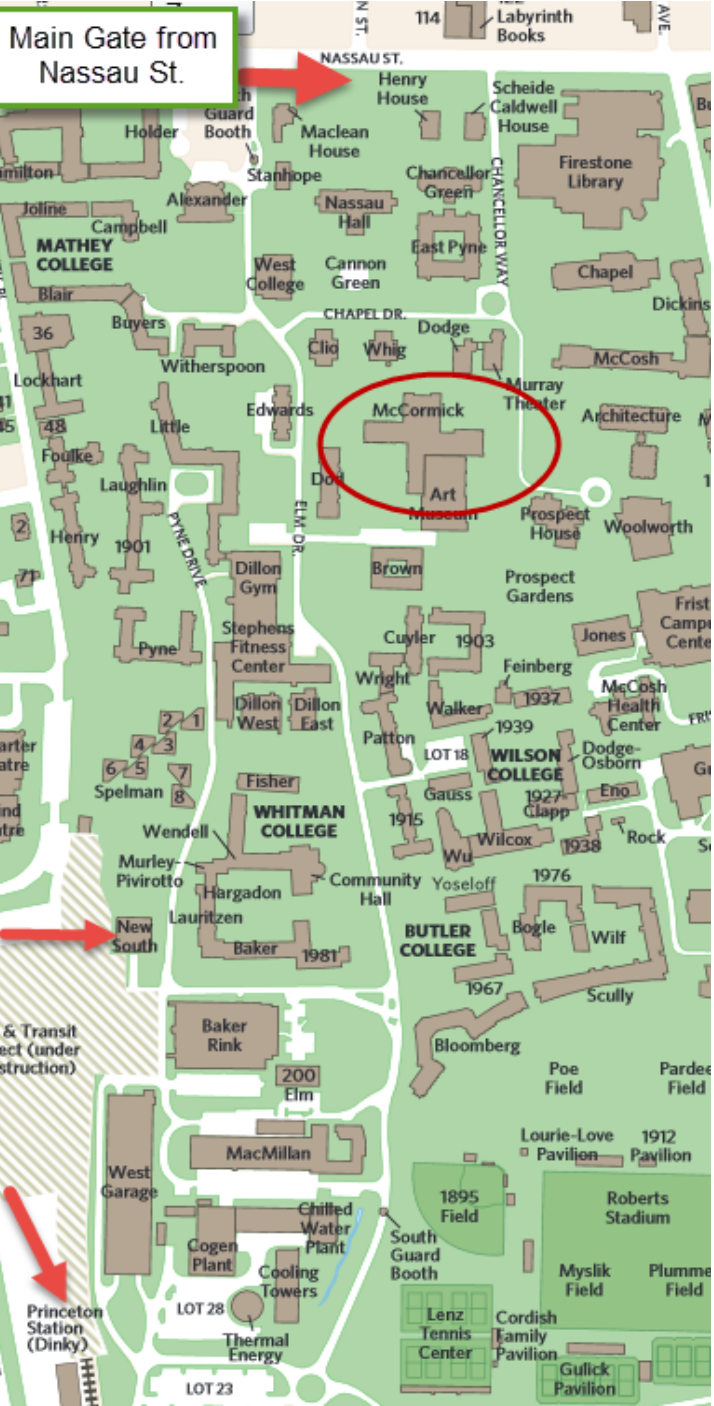 Main Gate from
Nassau St.
N ST.
114
Labyrinth
Books
AVE.
NASSAU ST.
Henry
House
Scheide
Caldwell
House
Guard
Booth
Holder
Maclean
House
Stanhope
Chancellor
Green
Firestone
Library
CHANCELLOR WAY
Joline
Campbell
Alexander
Nassau
Hall
East Pyne
MATHEY
COLLEGE
West
College
Cannon
Green
Chapel
Blair
Buyers
CHAPEL DR.
Dodge
36
Clio
Whig
McCosh
Witherspoon
Lockhart
Murray
Theater
Edwards
McCormick
Architecture
48
Little
Foulke
Laughlin
Art
Museum
Prospect
House
Woolworth
PYNE DRIVE
ELM DR.
2
Henry
1901
71
Dillon
Gym
Brown
Prospect
Gardens
Stephens
Fitness
Center
Pyne
Cuyler
1903
Jones
Wright
Feinberg
1937
McCosh
Health
Center
Dillon
West
Dillon
East
Walker
Patton
1939
2
1
4
3
6
5
7
8
Spelman
LOT 18
WILSON
COLLEGE
Dodge-
Osborn
Fisher
Gauss
1927-
Clapp
Eno
WHITMAN
COLLEGE
1915
Wendell
Wu
Wilcox
1938
Rock
Murley-
Pivirotto
Hargadon
Community
Hall
Yoseloff
1976
Lauritzen
New
South
Baker
1981
BUTLER
COLLEGE
Bogle
Wilf
1967
Scully
Baker
Rink
& Transit
Bloomberg
200
Elm
Poe
Field
Field
Lourie-Love
Pavilion
1912
Pavilion
West
Garage
MacMillan
1895
Field
Roberts
Stadium
Chilled
Water
Plant
Cogen
Plant
South
Guard
Booth
Cooling
Towers
Myslik
Field
Field
Princeton
Station
(Dinky)
LOT 28
Thermal
Energy
Lenz
Tennis
Center
Cordish
Family
Pavilion
Gulick
Pavilion
LOT 23